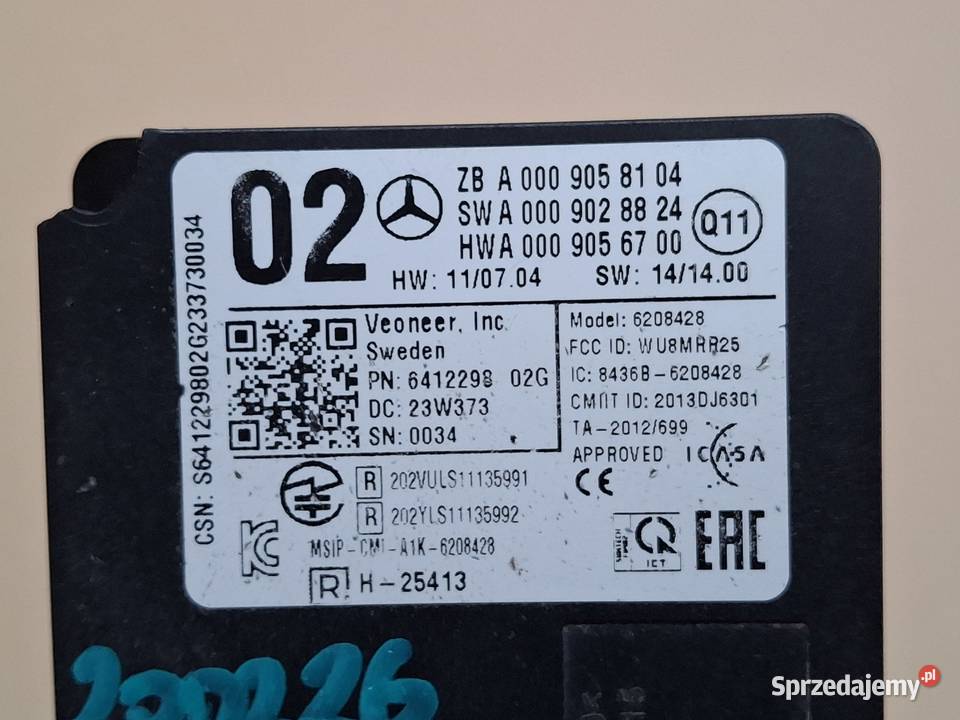 02
ZB A 000 905 81 04
SW A 000 902 88 24
HW A 000 905 67 00
Q11
HW: 11/07.04 SW: 14/14.00
CSN: S641229802G233730034
Veoneer, Inc
Sweden
PN: 6412298 02G
DC: 23W373
SN: 0034
Model: 6208428
FCC ID: WU8MRR25
IC: 8436B-6208428
CMIIT ID: 2013DJ6301
TA-2012/699
APPROVED ICASA
CE
R 202VULS11135991
R 202YLS11135992
MSIP-CMI-A1K-6208428
R H-25413
ICT
EAC
Sprzedajemy.pl